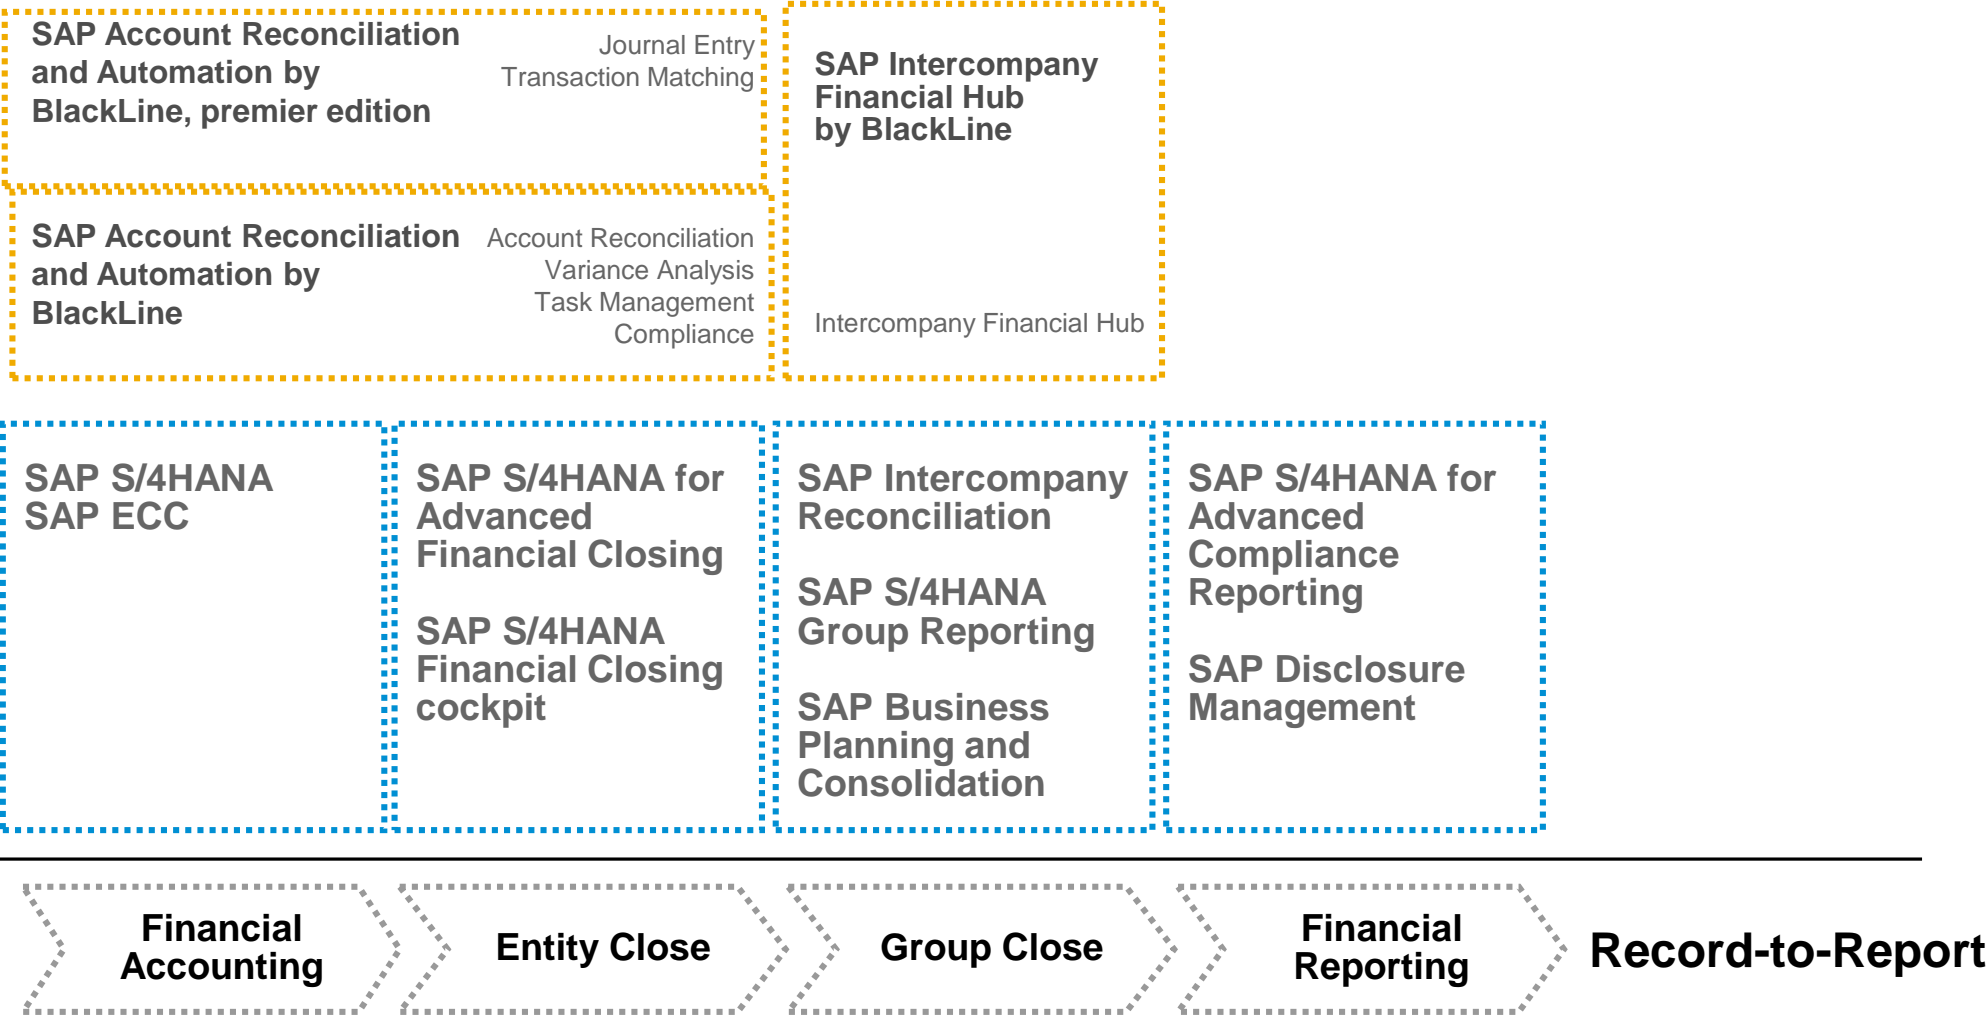 SAP Account Reconciliation
and Automation by
BlackLine, premier edition
Journal Entry
Transaction Matching
SAP Intercompany
Financial Hub
by BlackLine
Intercompany Financial Hub
SAP Account Reconciliation
and Automation by
BlackLine
Account Reconciliation
Variance Analysis
Task Management
Compliance
SAP S/4HANA
SAP ECC
SAP S/4HANA for
Advanced
Financial Closing
SAP S/4HANA
Financial Closing
cockpit
SAP Intercompany
Reconciliation
SAP S/4HANA
Group Reporting
SAP Business
Planning and
Consolidation
SAP S/4HANA for
Advanced
Compliance
Reporting
SAP Disclosure
Management
Financial
Accounting
Entity Close
Group Close
Financial
Reporting
Record-to-Report